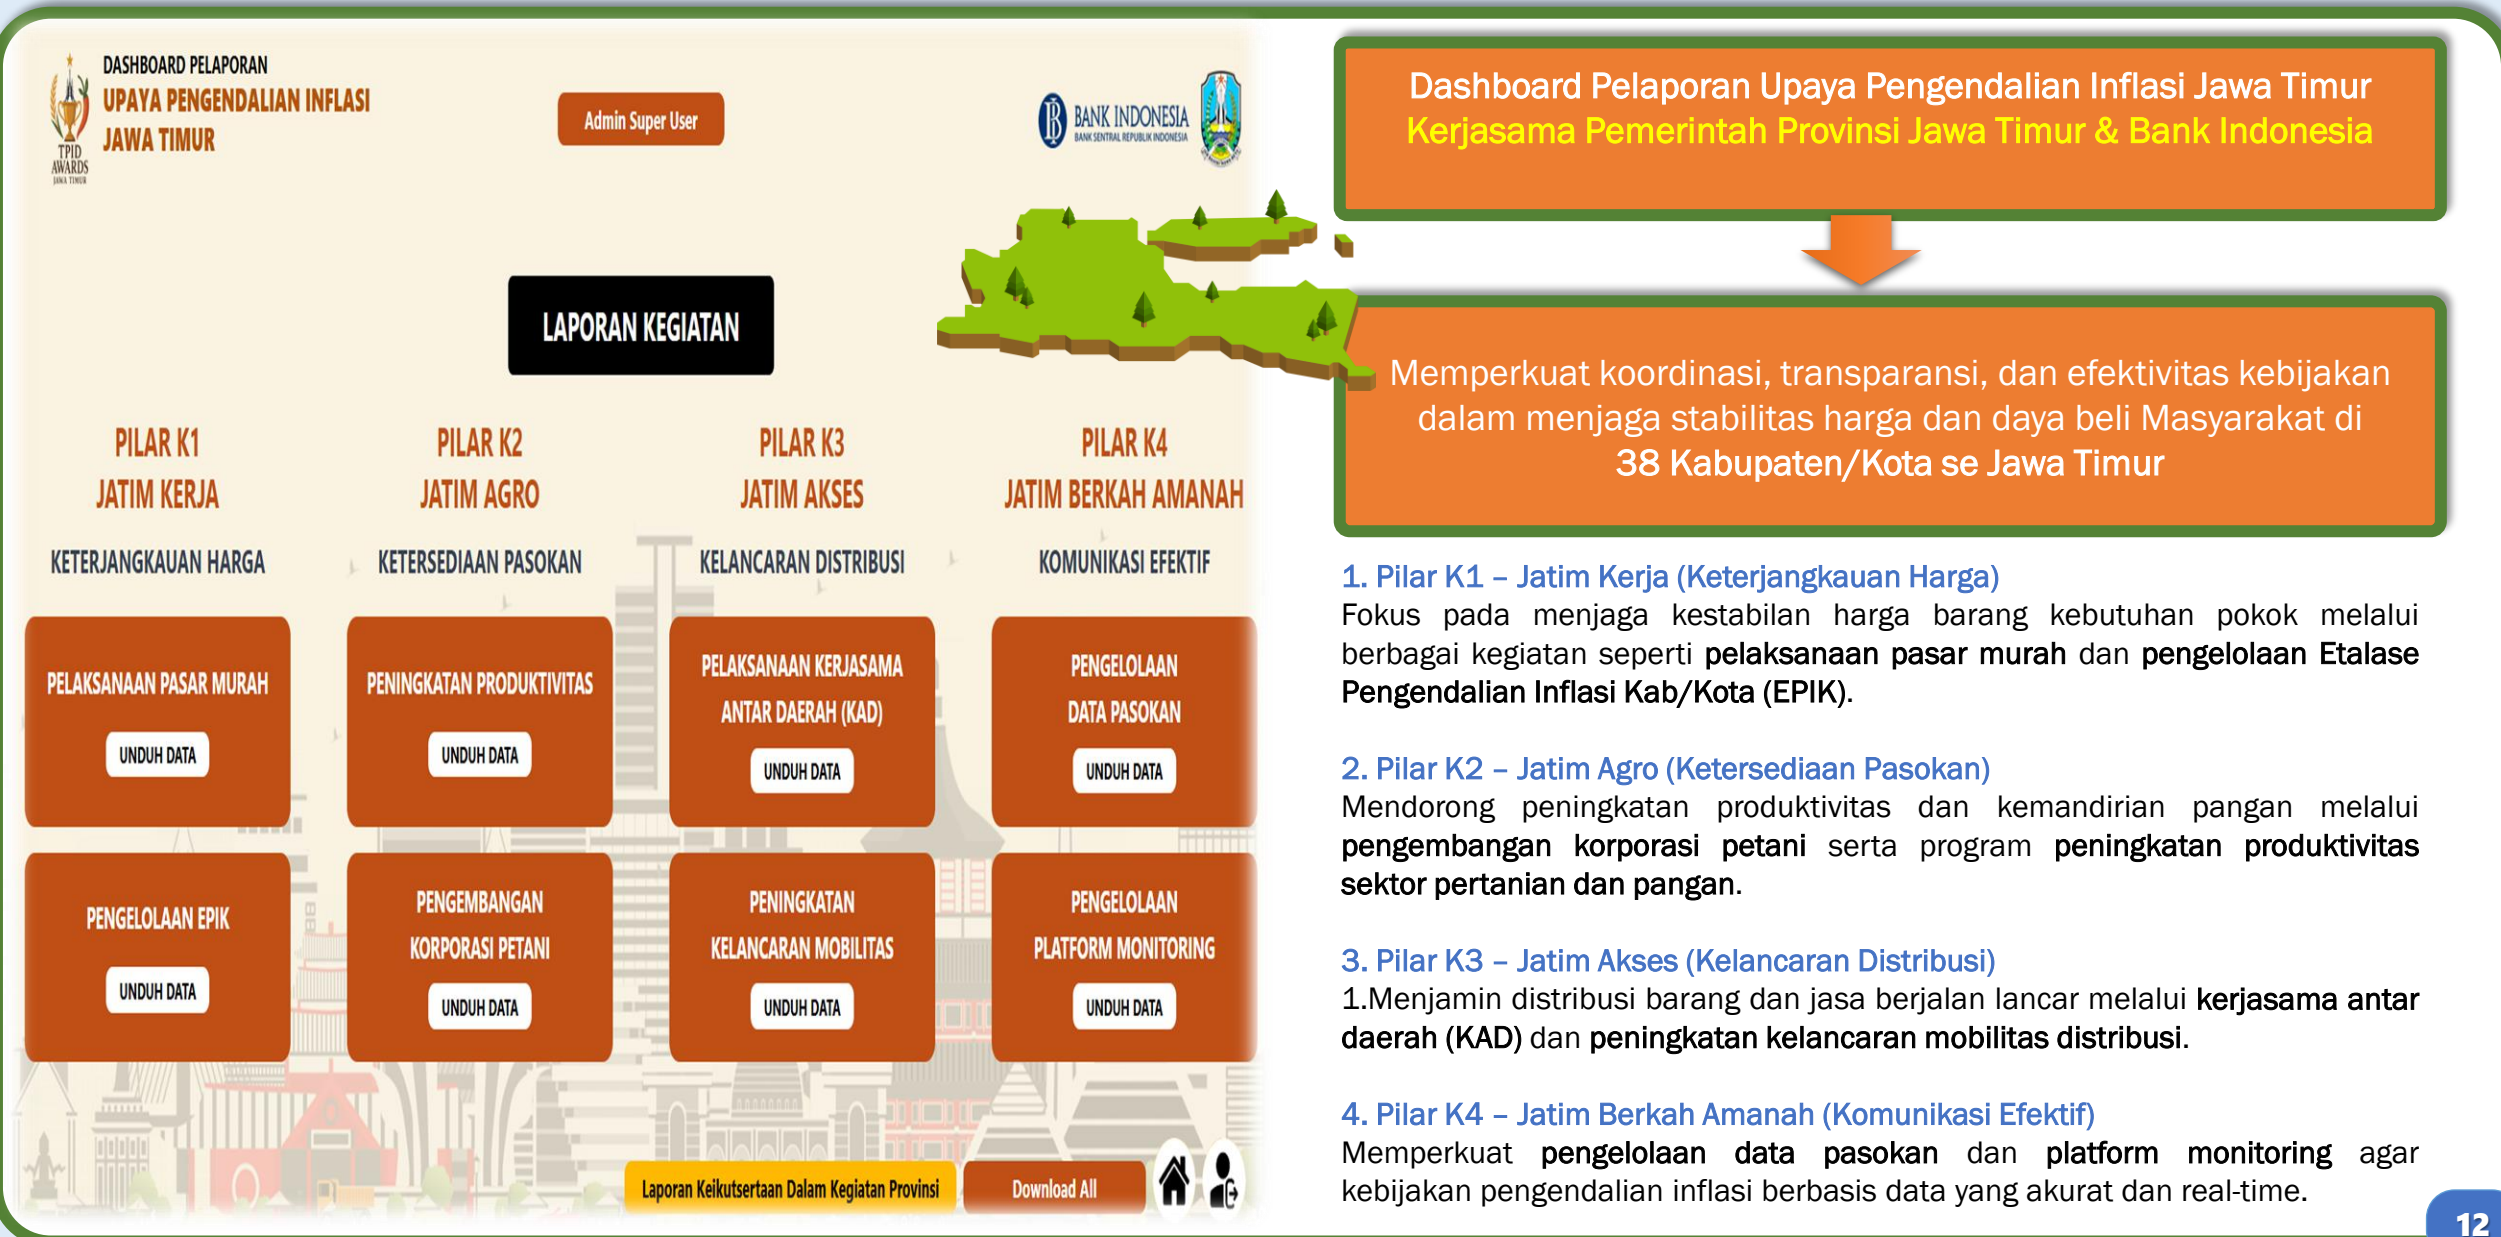 DASHBOARD PELAPORAN
UPAYA PENGENDALIAN INFLASI
JAWA TIMUR
TPID
AWARDS
JAWA TIMUR
Admin Super User
BANK INDONESIA
BANK SENTRAL REPUBLIK INDONESIA
LAPORAN KEGIATAN
PILAR K1
JATIM KERJA
KETERJANGKAUAN HARGA
PELAKSANAAN PASAR MURAH
UNDUH DATA
PENGELOLAAN EPIK
UNDUH DATA
PILAR K2
JATIM AGRO
KETERSEDIAAN PASOKAN
PENINGKATAN PRODUKTIVITAS
UNDUH DATA
PENGEMBANGAN
KORPORASI PETANI
UNDUH DATA
PILAR K3
JATIM AKSES
KELANCARAN DISTRIBUSI
PELAKSANAAN KERJASAMA
ANTAR DAERAH (KAD)
UNDUH DATA
PENINGKATAN
KELANCARAN MOBILITAS
UNDUH DATA
PILAR K4
JATIM BERKAH AMANAH
KOMUNIKASI EFEKTIF
PENGELOLAAN
DATA PASOKAN
UNDUH DATA
PENGELOLAAN
PLATFORM MONITORING
UNDUH DATA
Laporan Keikutsertaan Dalam Kegiatan Provinsi
Download All
Dashboard Pelaporan Upaya Pengendalian Inflasi Jawa Timur
Kerjasama Pemerintah Provinsi Jawa Timur & Bank Indonesia
Memperkuat koordinasi, transparansi, dan efektivitas kebijakan
dalam menjaga stabilitas harga dan daya beli Masyarakat di
38 Kabupaten/Kota se Jawa Timur
1. Pilar K1 – Jatim Kerja (Keterjangkauan Harga)
Fokus pada menjaga kestabilan harga barang kebutuhan pokok melalui
berbagai kegiatan seperti pelaksanaan pasar murah dan pengelolaan Etalase
Pengendalian Inflasi Kab/Kota (EPIK).
2. Pilar K2 – Jatim Agro (Ketersediaan Pasokan)
Mendorong peningkatan produktivitas dan kemandirian pangan melalui
pengembangan korporasi petani serta program peningkatan produktivitas
sektor pertanian dan pangan.
3. Pilar K3 – Jatim Akses (Kelancaran Distribusi)
1.Menjamin distribusi barang dan jasa berjalan lancar melalui kerjasama antar
daerah (KAD) dan peningkatan kelancaran mobilitas distribusi.
4. Pilar K4 – Jatim Berkah Amanah (Komunikasi Efektif)
Memperkuat pengelolaan data pasokan dan platform monitoring agar
kebijakan pengendalian inflasi berbasis data yang akurat dan real-time.
12